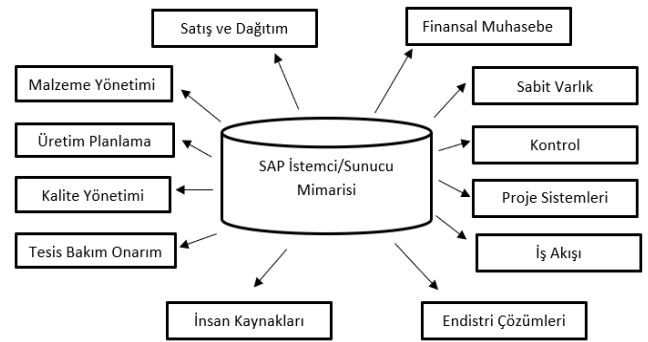 Satış ve Dağıtım
Finansal Muhasebe
Malzeme Yönetimi
Sabit Varlık
Üretim Planlama
Kontrol
SAP İstemci/Sunucu
Mimarisi
Kalite Yönetimi
Proje Sistemleri
Tesis Bakım Onarım
İş Akışı
İnsan Kaynakları
Endistri Çözümleri